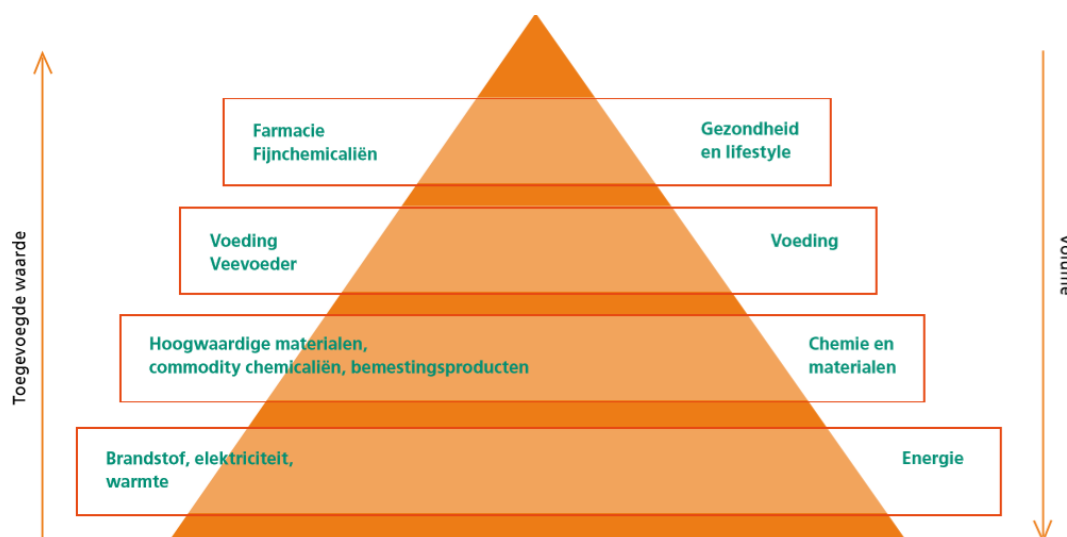 Farmacie
Fijnchemicaliën
Gezondheid
en lifestyle
Voeding
Veevoeder
Voeding
Hoogwaardige materialen,
commodity chemicaliën, bemestingsproducten
Chemie en
materialen
Brandstof, elektriciteit,
warmte
Energie
Toegevoegde waarde
Volume